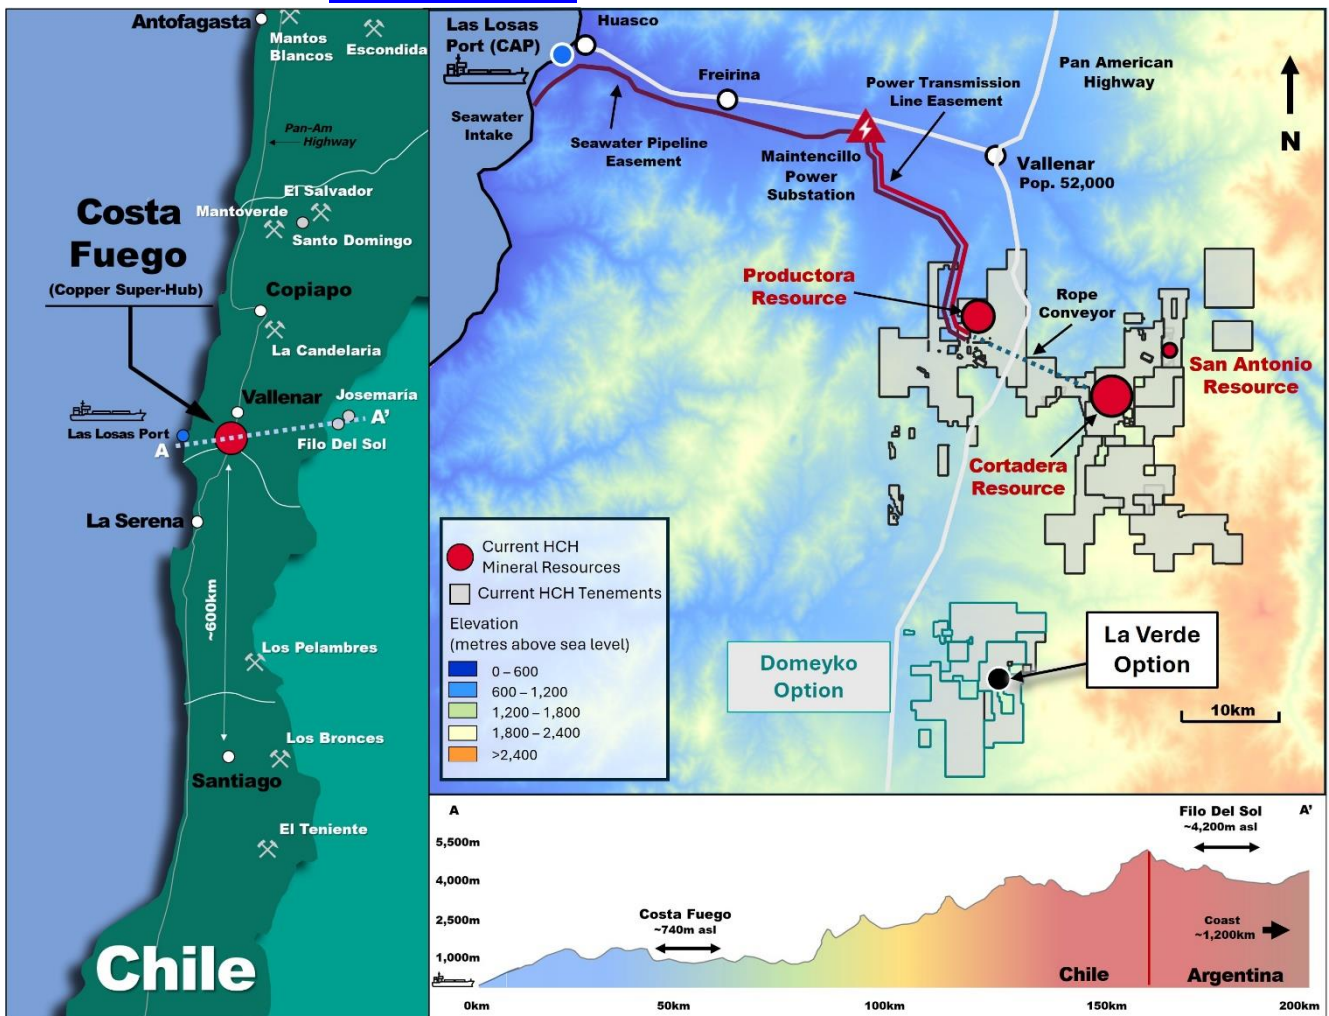 Antofagasta
Mantos
Blancos
Escondida
Pan-Am
Highway
El Salvador
Mantoverde
Santo Domingo
Costa
Fuego
(Copper Super-Hub)
Copiapo
La Candelaria
Vallenar
Josemaría
A'
Las Losas Port
A
Filo Del Sol
La Serena
~600km
Los Pelambres
Los Bronces
Santiago
El Teniente
Chile
Las Losas
Port (CAP)
Huasco
Freirina
Seawater
Intake
Seawater Pipeline
Easement
Power Transmission
Line Easement
Pan American
Highway
N
Maintencillo
Power
Substation
Vallenar
Pop. 52,000
Productora
Resource
Rope
Conveyor
San Antonio
Resource
Cortadera
Resource
Current HCH
Mineral Resources
Current HCH Tenements
Elevation
(metres above sea level)
0 – 600
600 – 1,200
1,200 – 1,800
1,800 – 2,400
>2,400
Domeyko
Option
La Verde
Option
10km
A
Filo Del Sol
~4,200m asl
A'
5,500m
4,000m
2,500m
1,000m
Costa Fuego
~740m asl
Coast
~1,200km
Chile
Argentina
0km
50km
100km
150km
200km